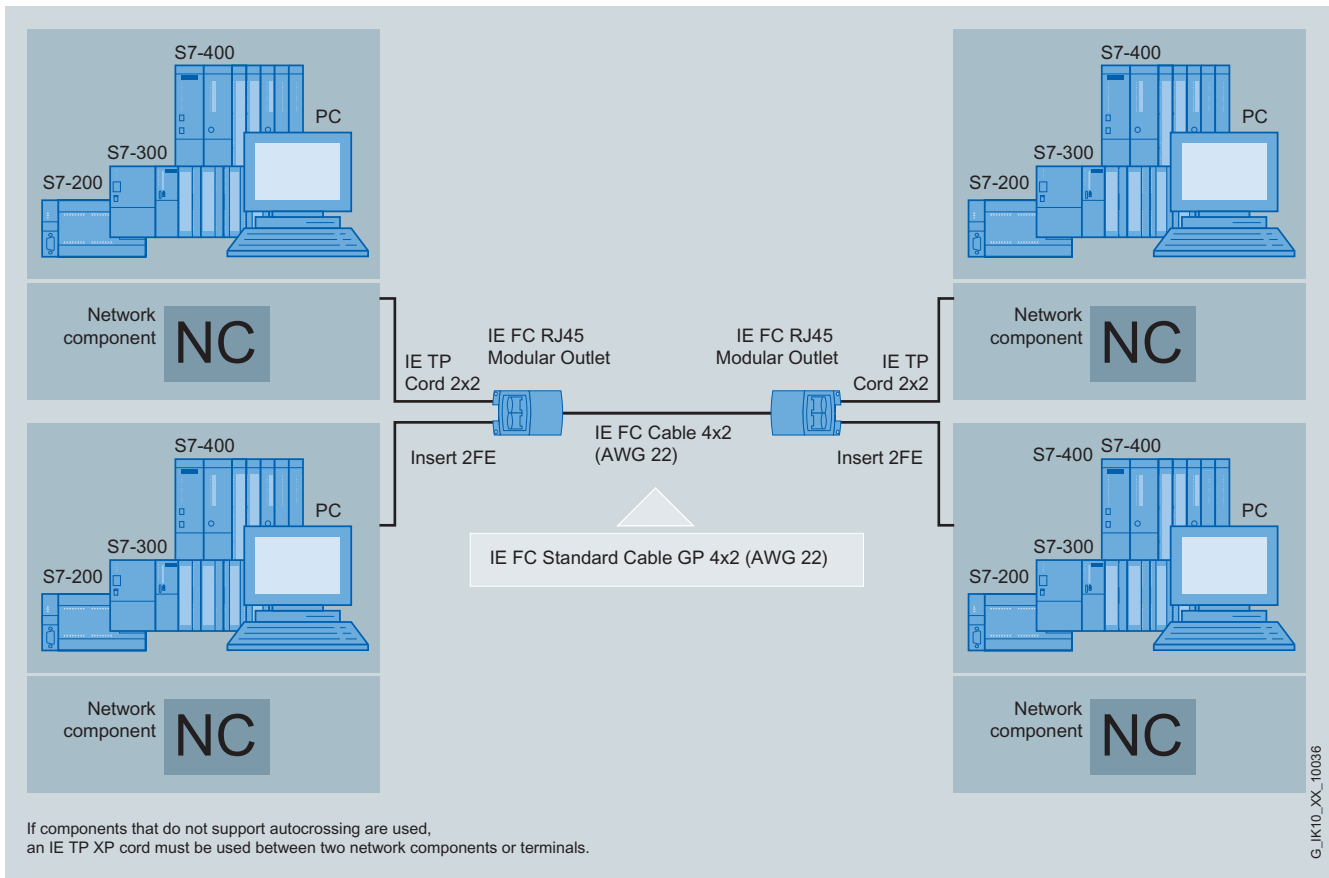 S7-400
PC
S7-300
S7-200
Network
component
NC
S7-400
PC
S7-300
S7-200
Network
component
NC
IE TP
Cord 2x2
IE FC RJ45
Modular Outlet
IE FC RJ45
Modular Outlet
IE TP
Cord 2x2
Insert 2FE
IE FC Cable 4x2
(AWG 22)
Insert 2FE
IE FC Standard Cable GP 4x2 (AWG 22)
S7-400
PC
S7-300
S7-200
Network
component
NC
S7-400 S7-400
PC
S7-300
S7-200
Network
component
NC
If components that do not support autocrossing are used,
an IE TP XP cord must be used between two network components or terminals.
G_IK10_XX_10036